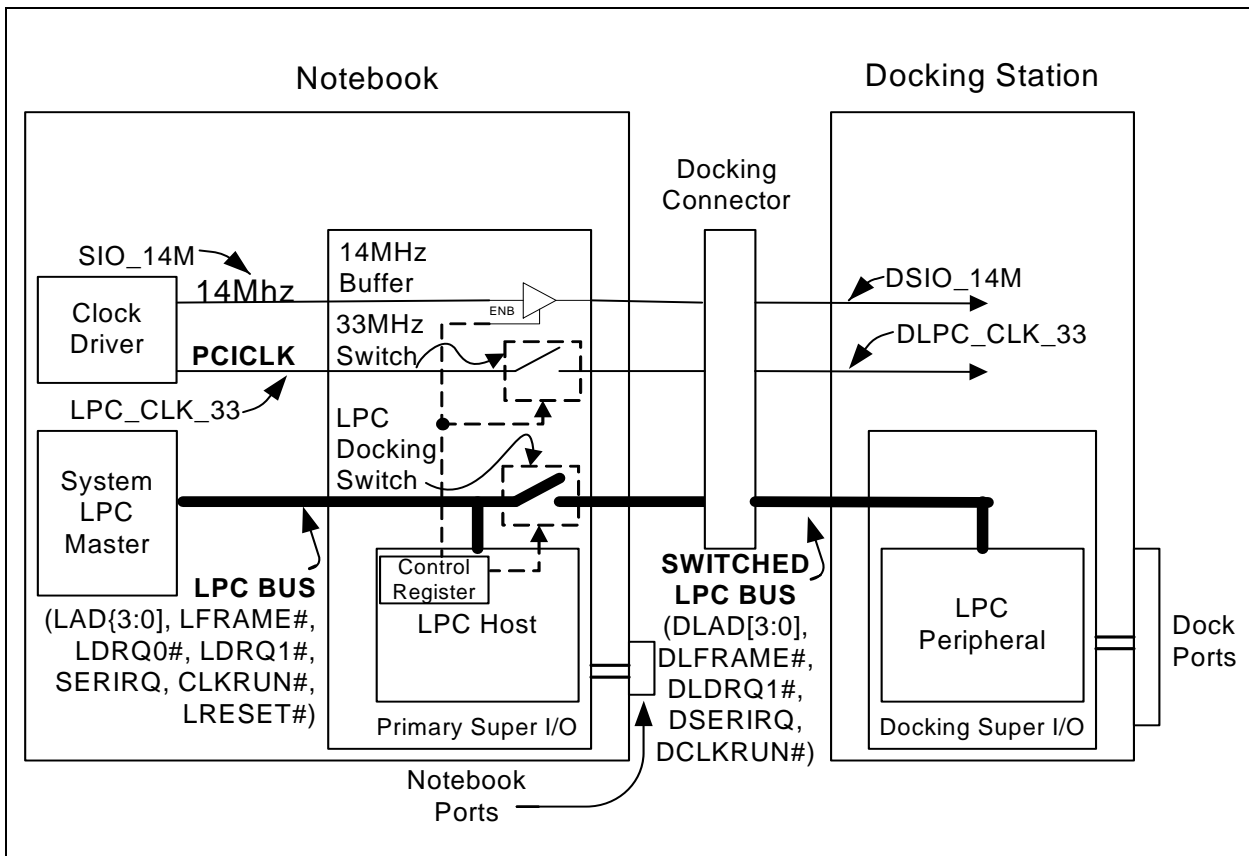 Notebook
Docking Station
Docking
Connector
SIO_14M
14Mhz
Clock
Driver
PCICLK
LPC_CLK_33
14MHz
Buffer
ENB
33MHz
Switch
DSIO_14M
DLPC_CLK_33
LPC
Docking
Switch
System
LPC
Master
LPC BUS
(LAD{3:0], LFRAME#,
LDRQ0#, LDRQ1#,
SERIRQ, CLKRUN#,
LRESET#)
Control
Register
LPC Host
Primary Super I/O
SWITCHED
LPC BUS
(DLAD[3:0],
DLFRAME#,
DLDRQ1#,
DSERIRQ,
DCLKRUN#)
LPC
Peripheral
Docking Super I/O
Dock
Ports
Notebook
Ports